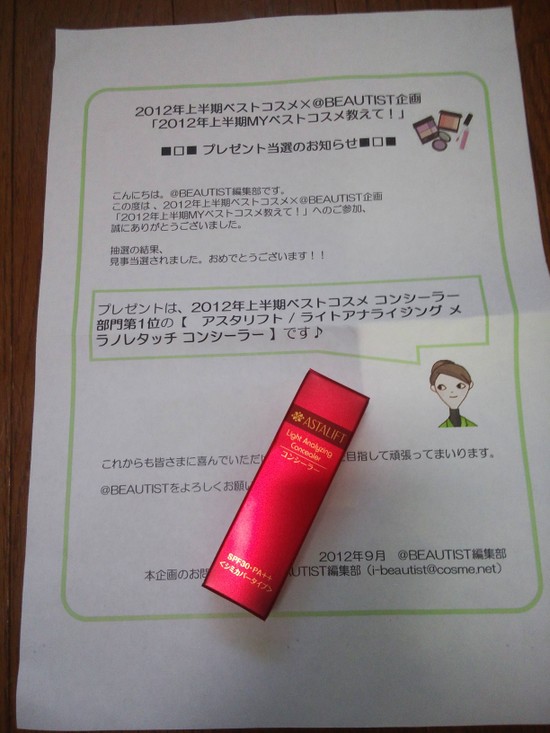 2012年上半期ベストコスメ×@BEAUTIST企画
「2012年上半期MYベストコスメ教えて！」
■□■ プレゼント当選のお知らせ■□■
こんにちは。@BEAUTIST編集部です。
この度は、2012年上半期ベストコスメ×@BEAUTIST企画
「2012年上半期MYベストコスメ教えて！」へのご参加、
誠にありがとうございました。
抽選の結果、
見事当選されました。おめでとうございます！！
プレゼントは、2012年上半期ベストコスメ コンシーラー
部門第1位の【　アスタリフト / ライトアナライジング メ
ラノレタッチ コンシーラー 】です♪
ASTALIFT
Light Analyzing
Concealer
コンシーラー
SPF30・PA++
<シミカバータイプ>
これからも皆さまに喜んでいただけ 目指して頑張ってまいります。
@BEAUTISTをよろしくお願い
2012年9月　@BEAUTIST編集部
本企画のお問 AUTIST編集部（i-beautist@cosme.net）